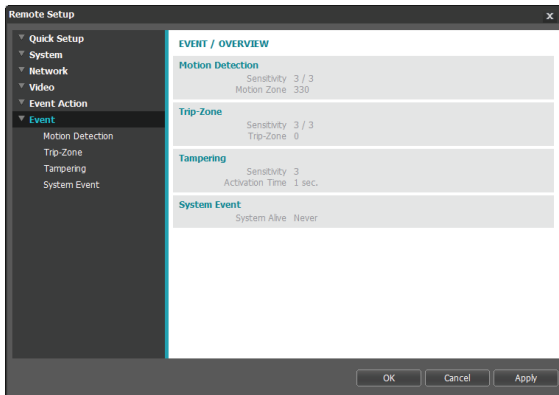 Remote Setup
x
Quick Setup
System
Network
Video
Event Action
Event
Motion Detection
Trip-Zone
Tampering
System Event
EVENT / OVERVIEW
Motion Detection
Sensitivity 3 / 3
Motion Zone 330
Trip-Zone
Sensitivity 3 / 3
Trip-Zone 0
Tampering
Sensitivity 3
Activation Time 1 sec.
System Event
System Alive Never
OK Cancel Apply